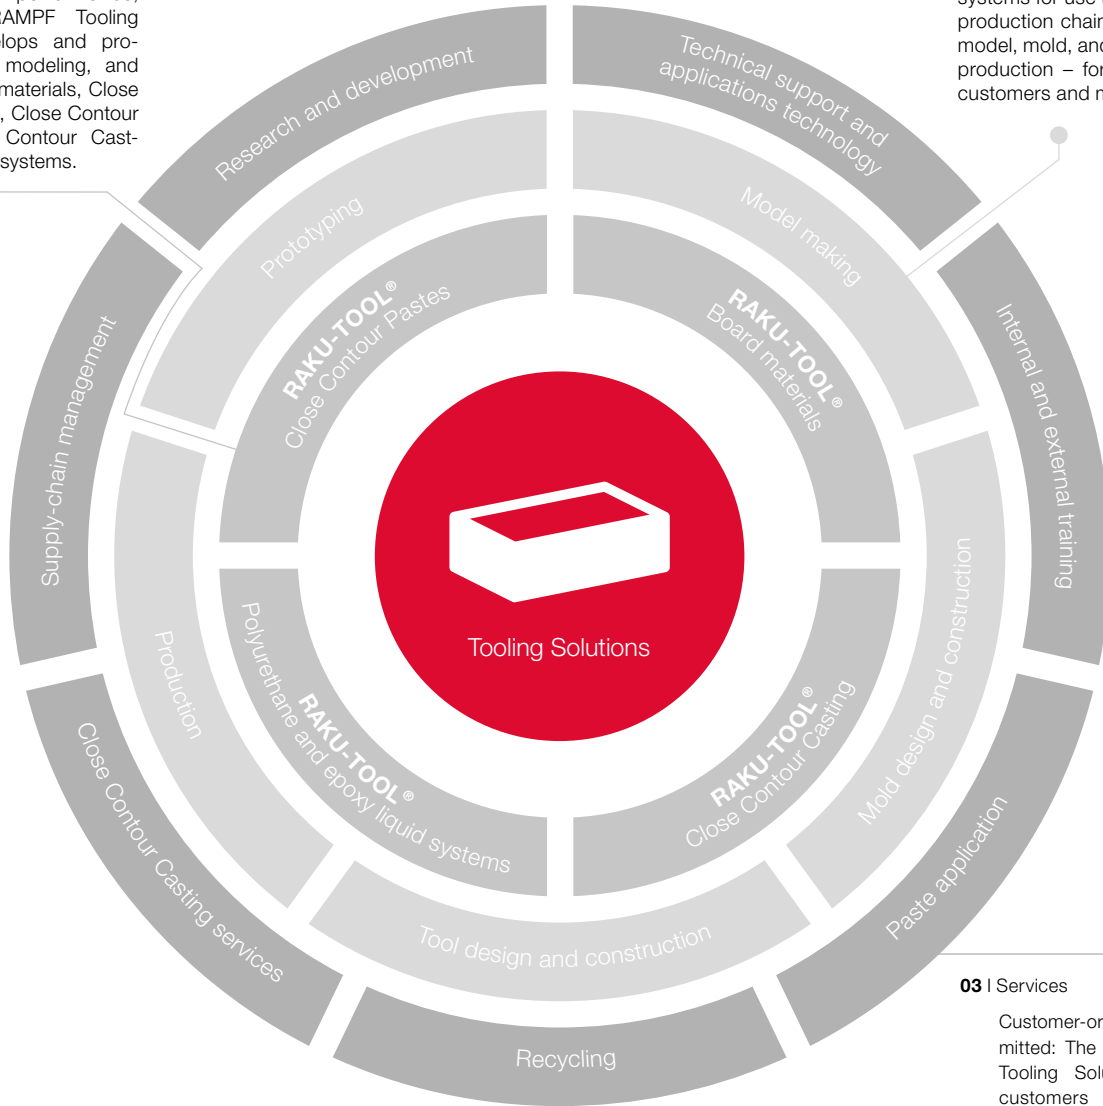 RAMPF Tooling
and pro-
modeling, and
materials, Close
, Close Contour
Contour Cast-
systems.
systems for use
production chain
model, mold, and
production – for
customers and
Research and development
Technical support and
applications technology
Prototyping
Model making
RAKU-TOOL®
Close Contour Pastes
RAKU-TOOL®
Board materials
Supply-chain management
Internal and external training
Tooling Solutions
Production
RAKU-TOOL®
Polyurethane and epoxy liquid systems
RAKU-TOOL®
Close Contour Casting
Mold design and construction
Close Contour Casting services
Tool design and construction
Paste application
Recycling
03 I Services
Customer-or
mitted: The
Tooling Solu
customers